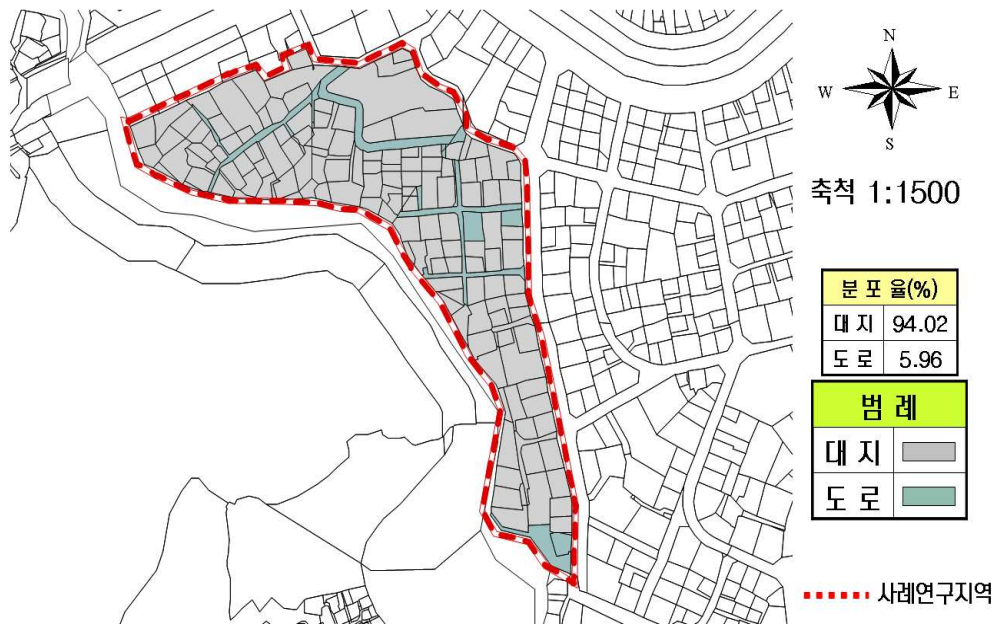 N
W E
S
축척 1:1500
분 포 율(%)
대 지 94.02
도 로 5.96
범 례
대 지
도 로
사례연구지역